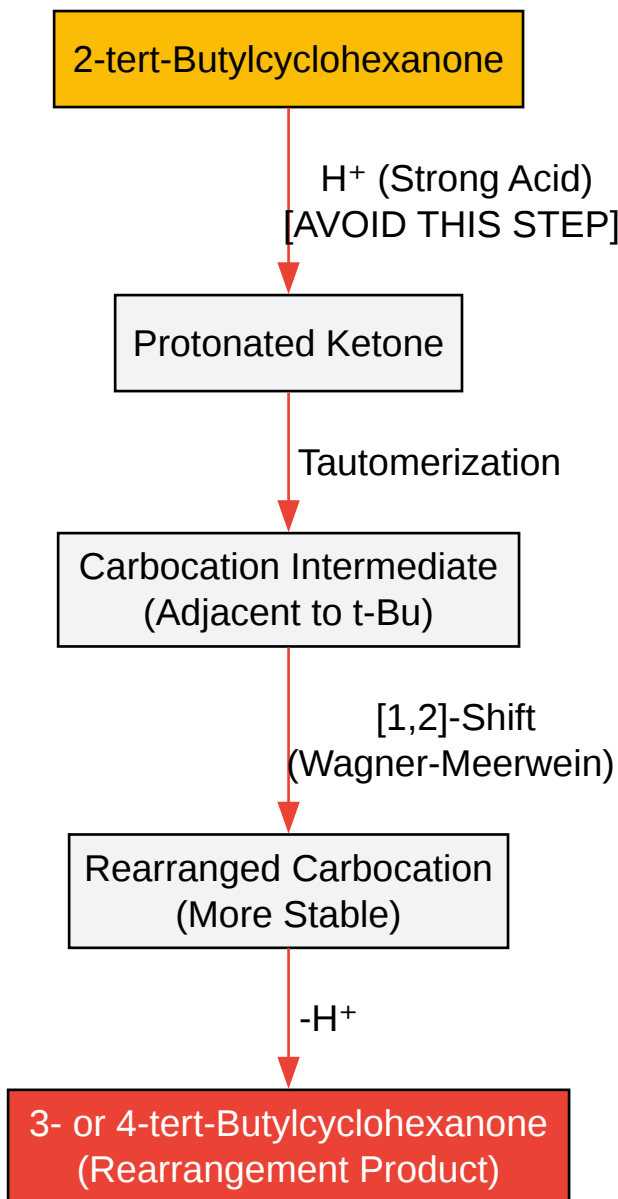 2-tert-Butylcyclohexanone
H⁺ (Strong Acid)
[AVOID THIS STEP]
Protonated Ketone
Tautomerization
Carbocation Intermediate
(Adjacent to t-Bu)
[1,2]-Shift
(Wagner-Meerwein)
Rearranged Carbocation
(More Stable)
-H⁺
3- or 4-tert-Butylcyclohexanone
(Rearrangement Product)